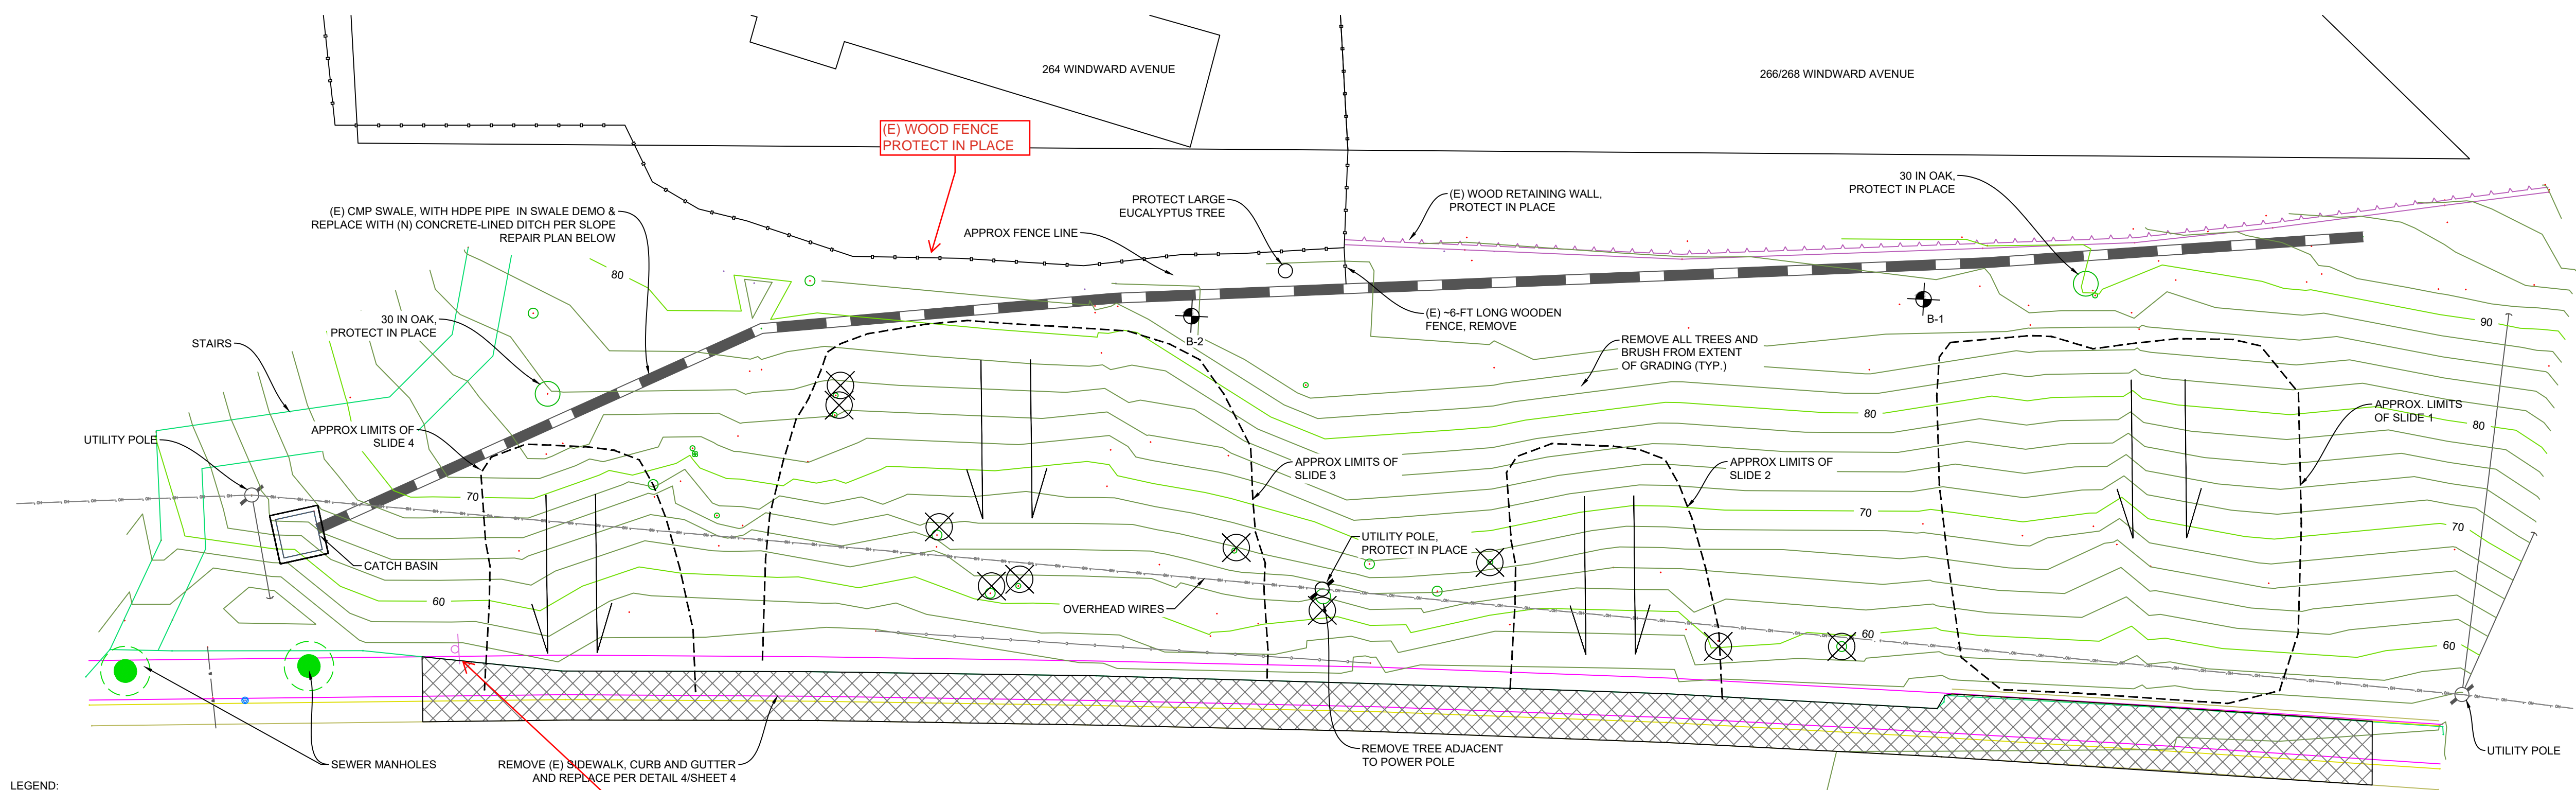 264 WINDWARD AVENUE
266/268 WINDWARD AVENUE
(E) WOOD FENCE
PROTECT IN PLACE
30 IN OAK,
PROTECT IN PLACE
PROTECT LARGE
EUCALYPTUS TREE
(E) WOOD RETAINING WALL,
PROTECT IN PLACE
(E) CMP SWALE, WITH HDPE PIPE IN SWALE DEMO &
REPLACE WITH (N) CONCRETE-LINED DITCH PER SLOPE
REPAIR PLAN BELOW
APPROX FENCE LINE
80
30 IN OAK,
PROTECT IN PLACE
(E) ~6-FT LONG WOODEN
FENCE, REMOVE
B-1
90
B-2
STAIRS
REMOVE ALL TREES AND
BRUSH FROM EXTENT
OF GRADING (TYP.)
80
APPROX. LIMITS
OF SLIDE 1
80
UTILITY POLE
APPROX LIMITS OF
SLIDE 4
APPROX LIMITS OF
SLIDE 3
APPROX LIMITS OF
SLIDE 2
70
70
70
UTILITY POLE,
PROTECT IN PLACE
CATCH BASIN
60
OVERHEAD WIRES
60
60
SEWER MANHOLES
REMOVE (E) SIDEWALK, CURB AND GUTTER
AND REPLACE PER DETAIL 4/SHEET 4
REMOVE TREE ADJACENT
TO POWER POLE
UTILITY POLE
LEGEND: